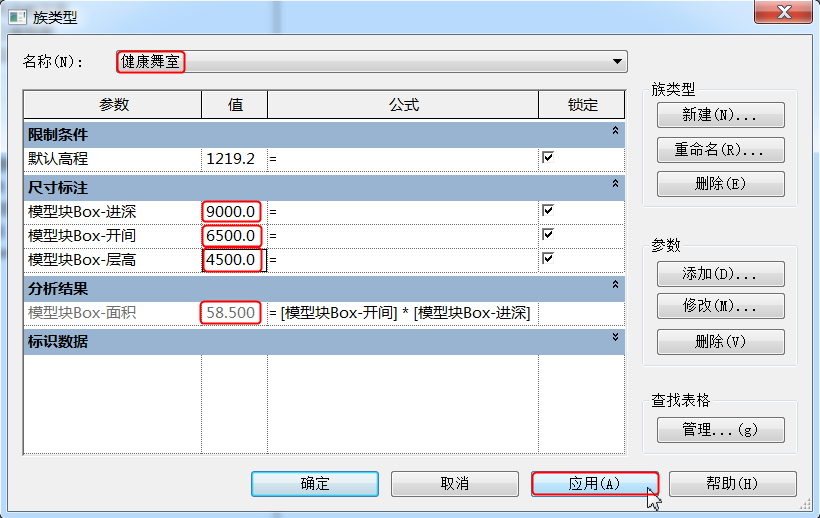 族类型
名称(N): 健康舞室
参数 值 公式 锁定
限制条件
默认高程 1219.2 =
尺寸标注
模型块Box-进深 9000.0 =
模型块Box-开间 6500.0 =
模型块Box-层高 4500.0 =
分析结果
模型块Box-面积 58.500 = [模型块Box-开间] * [模型块Box-进深]
标识数据
族类型
新建(N)...
重命名(R)...
删除(E)
参数
添加(D)...
修改(M)...
删除(V)
查找表格
管理...(g)
确定 取消 应用(A) 帮助(H)